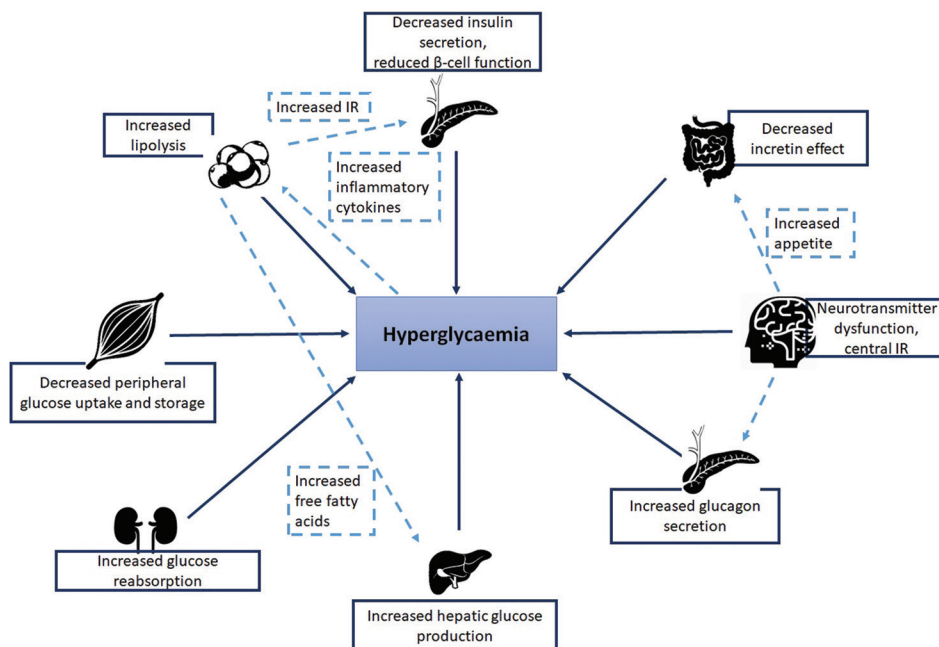 Decreased insulin
secretion,
reduced β-cell function
Increased IR
Increased
lipolysis
Increased
inflammatory
cytokines
Decreased
incretin effect
Increased
appetite
Hyperglycaemia
Neurotransmitter
dysfunction,
central IR
Decreased peripheral
glucose uptake and storage
Increased
free fatty
acids
Increased glucagon
secretion
Increased glucose
reabsorption
Increased hepatic glucose
production